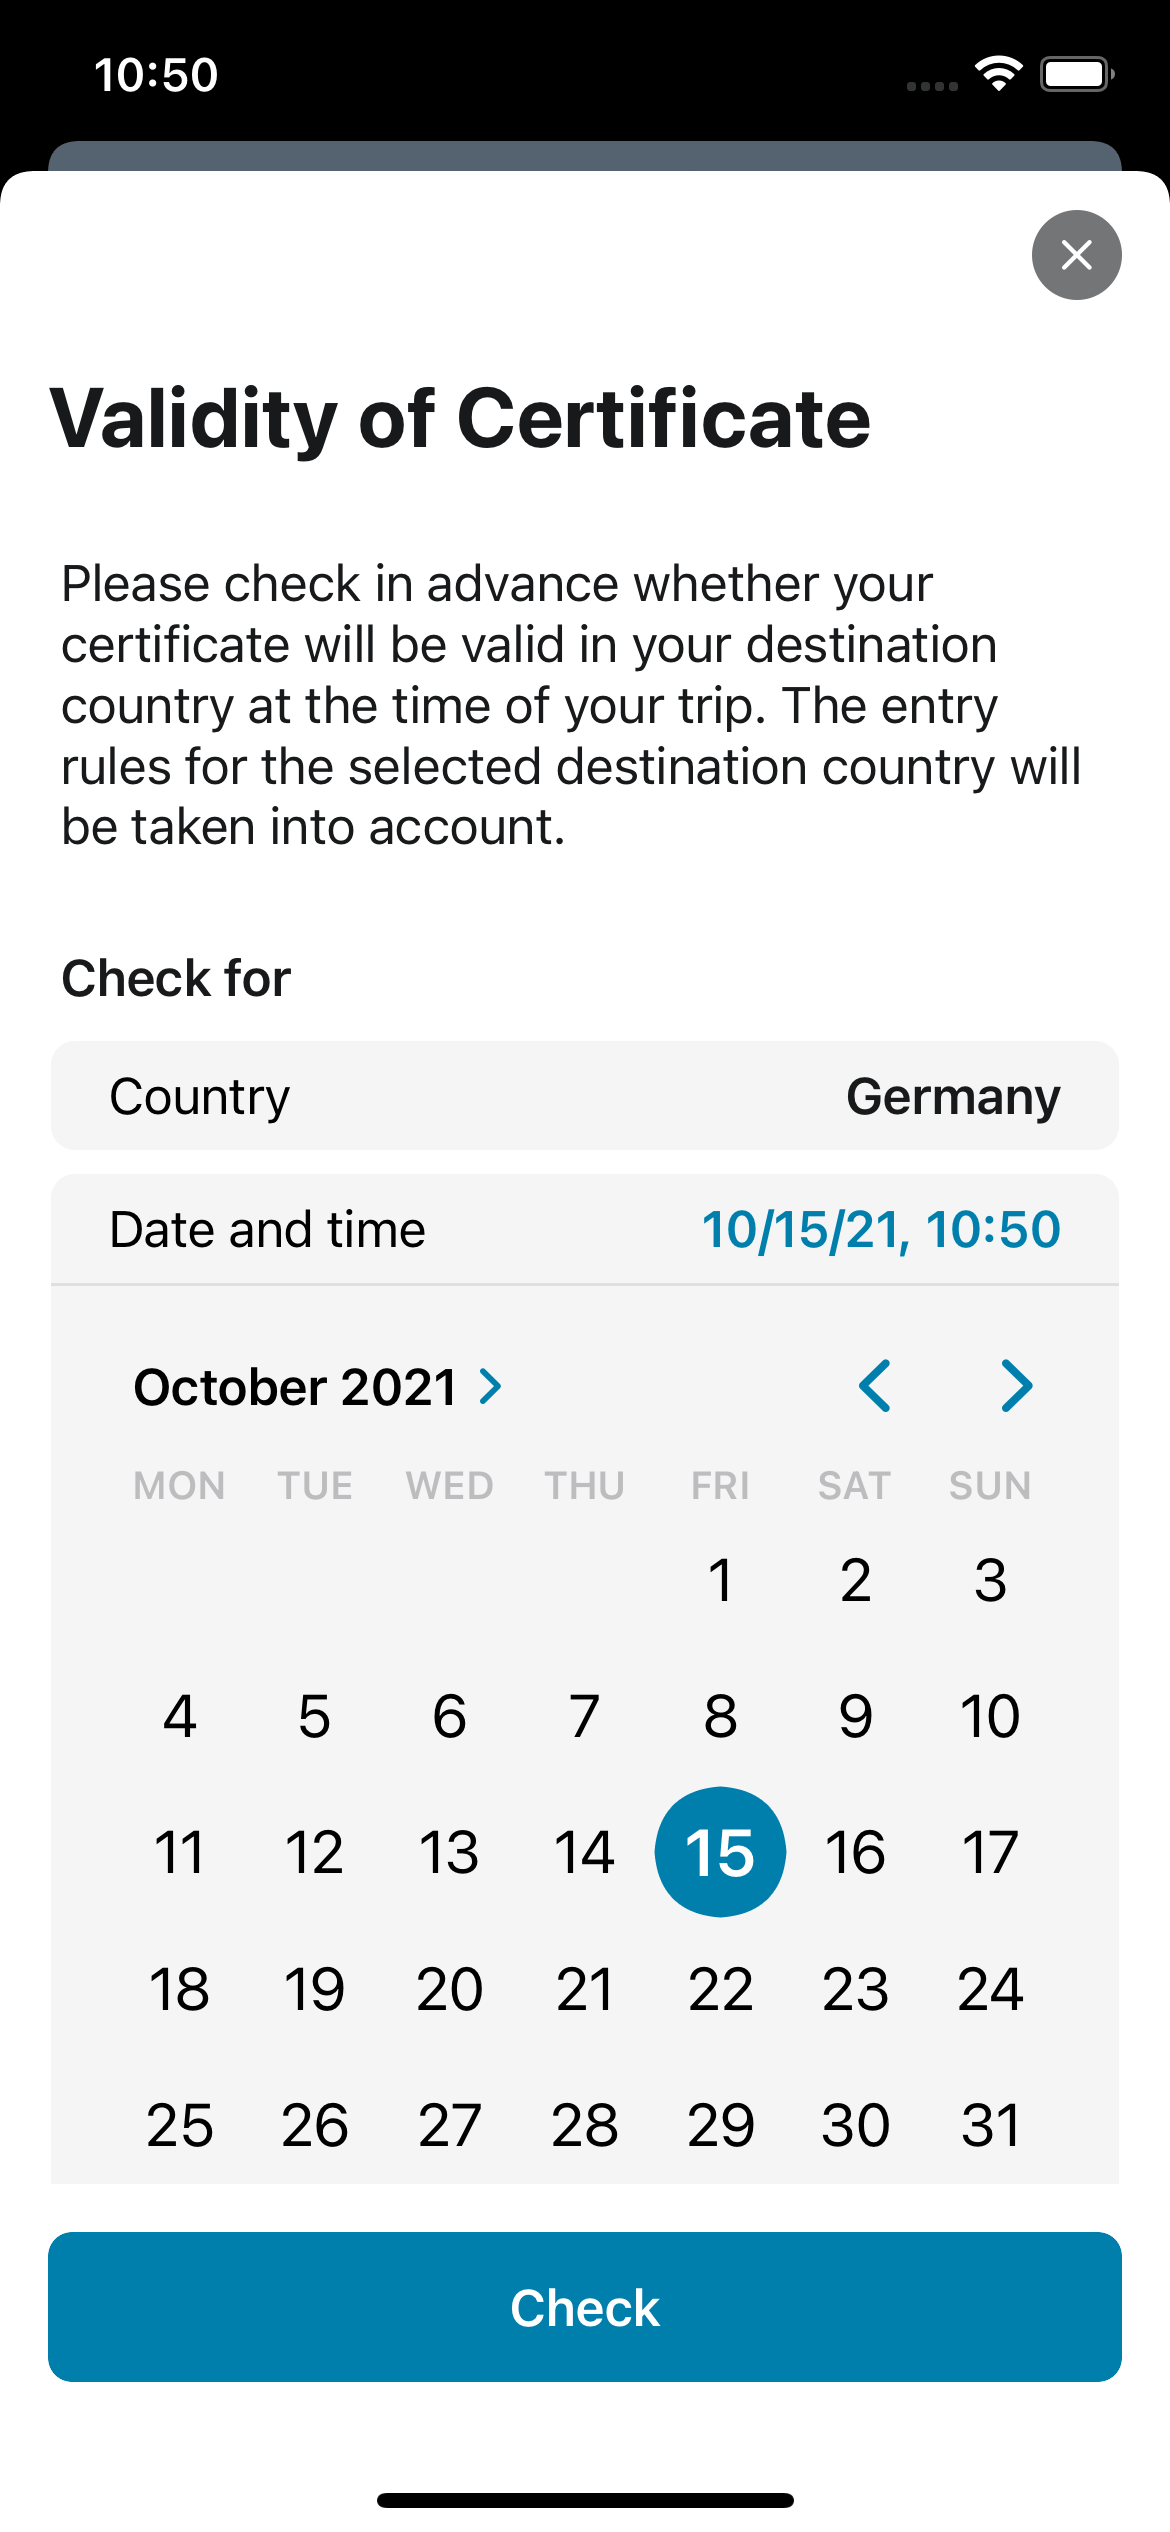 10:50
Validity of Certificate
Please check in advance whether your
certificate will be valid in your destination
country at the time of your trip. The entry
rules for the selected destination country will
be taken into account.
Check for
Country Germany
Date and time 10/15/21, 10:50
October 2021
MON TUE WED THU FRI SAT SUN
1 2 3
4 5 6 7 8 9 10
11 12 13 14 15 16 17
18 19 20 21 22 23 24
25 26 27 28 29 30 31
Check